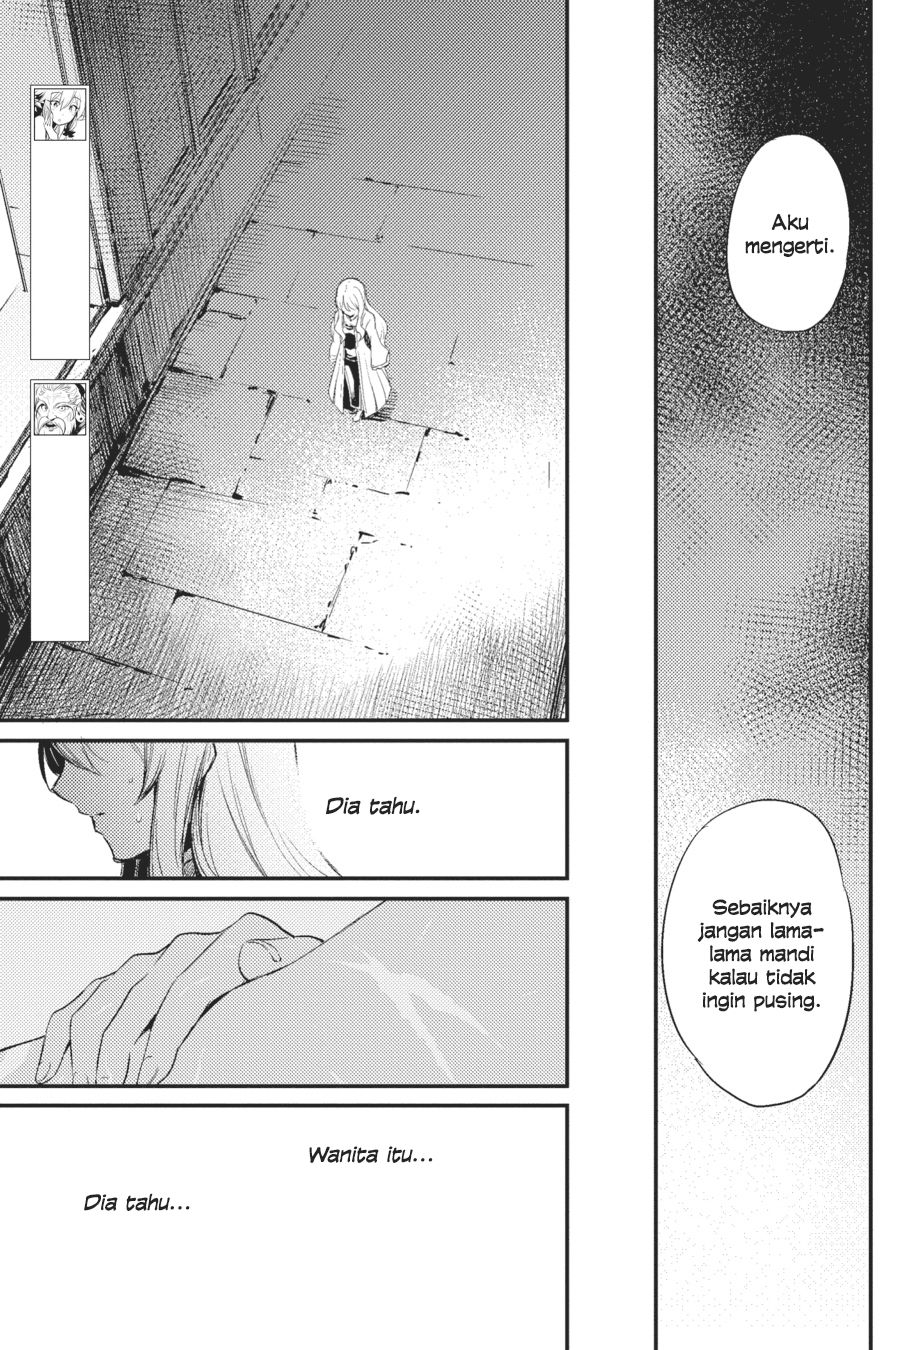 Aku
mengerti.
Sebaiknya
jangan lama-
lama mandi
kalau tidak
ingin pusing.
Dia tahu.
Wanita itu...
Dia tahu...